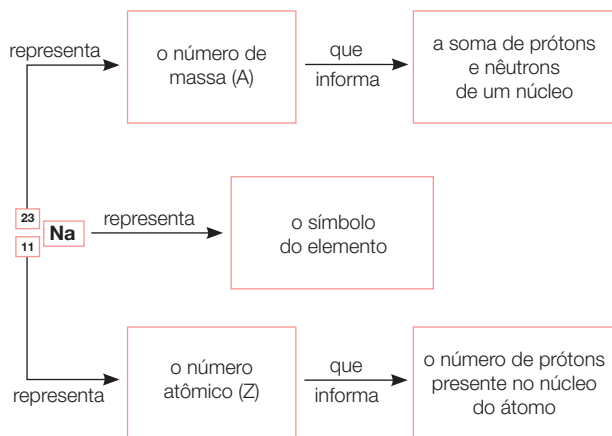 representa
o número de
massa (A)
que
informa
a soma de prótons
e nêutrons
de um núcleo
23
11
Na
representa
o símbolo
do elemento
representa
o número
atômico (Z)
que
informa
o número de prótons
presente no núcleo
do átomo